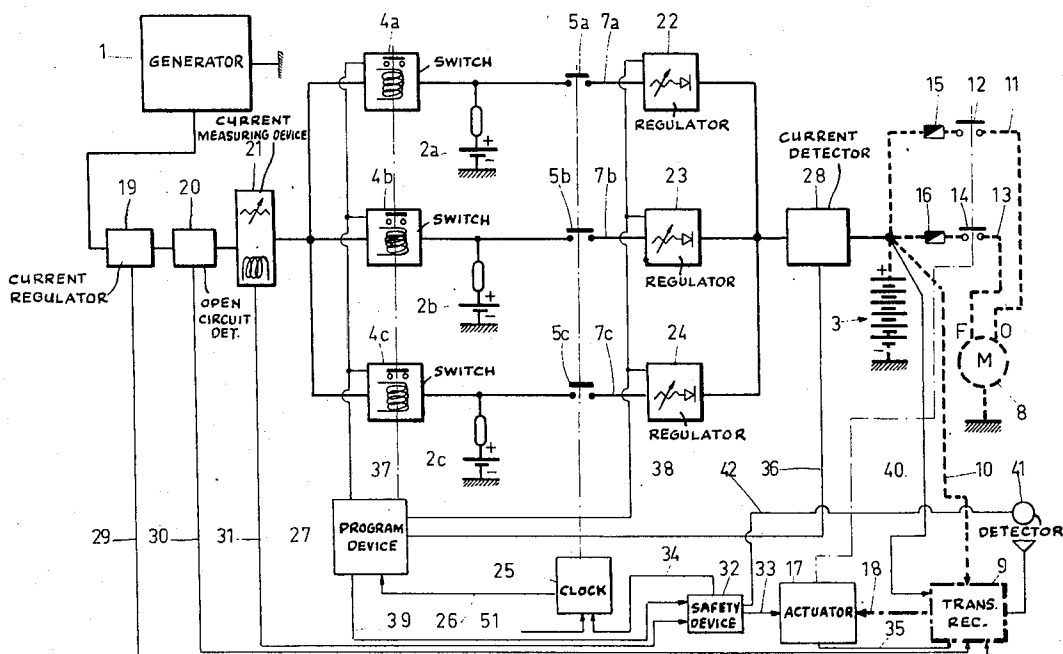 4a 5a 7a 22
1 GENERATOR
SWITCH
CURRENT
MEASURING DEVICE
21
REGULATOR
CURRENT
DETECTOR
15 12 11
2a + -
19 20
4b 5b 7b 23 28
SWITCH
16 14 13
CURRENT
REGULATOR
OPEN
CIRCUIT
DET.
REGULATOR
2b + -
4c 5c 7c 24
3 + -
F O
M
SWITCH
8
REGULATOR
2c + -
37 38 42 36 40 10 41
29 30 31 27
PROGRAM
DEVICE
DETECTOR
25 CLOCK
34 32 17 18 9
SAFETY
DEVICE
33
ACTUATOR
TRANS.
REC.
39 26 51 35